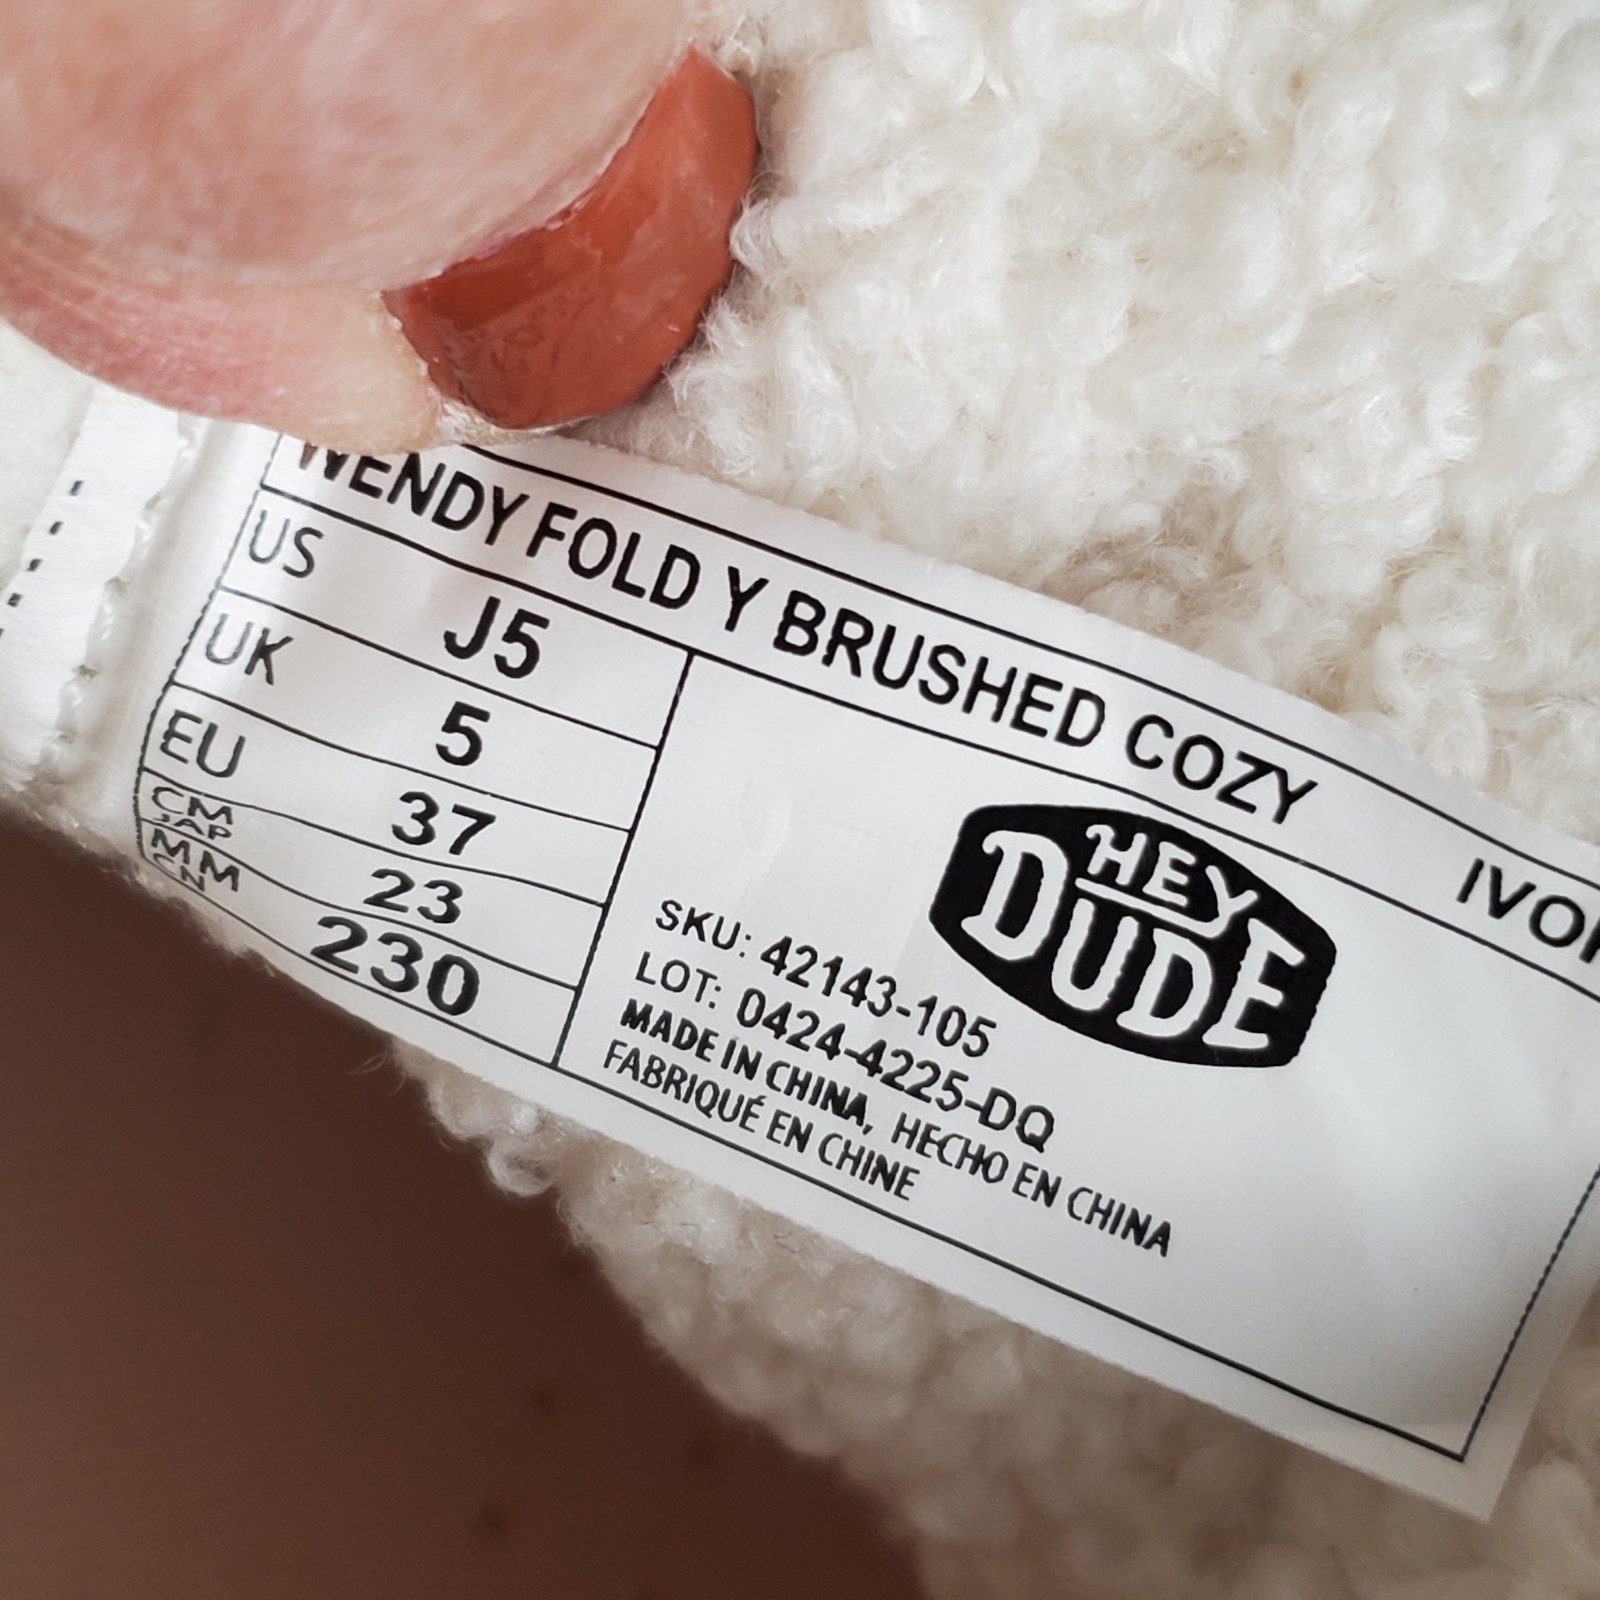 WENDY FOLD Y BRUSHED COZY
US J5
UK 5
EU 37
CM JAP 23
MM CN 230
HEY
DUDE
SKU: 42143-105
LOT: 0424-4225-DQ
MADE IN CHINA, HECHO EN CHINA
FABRIQUÉ EN CHINE